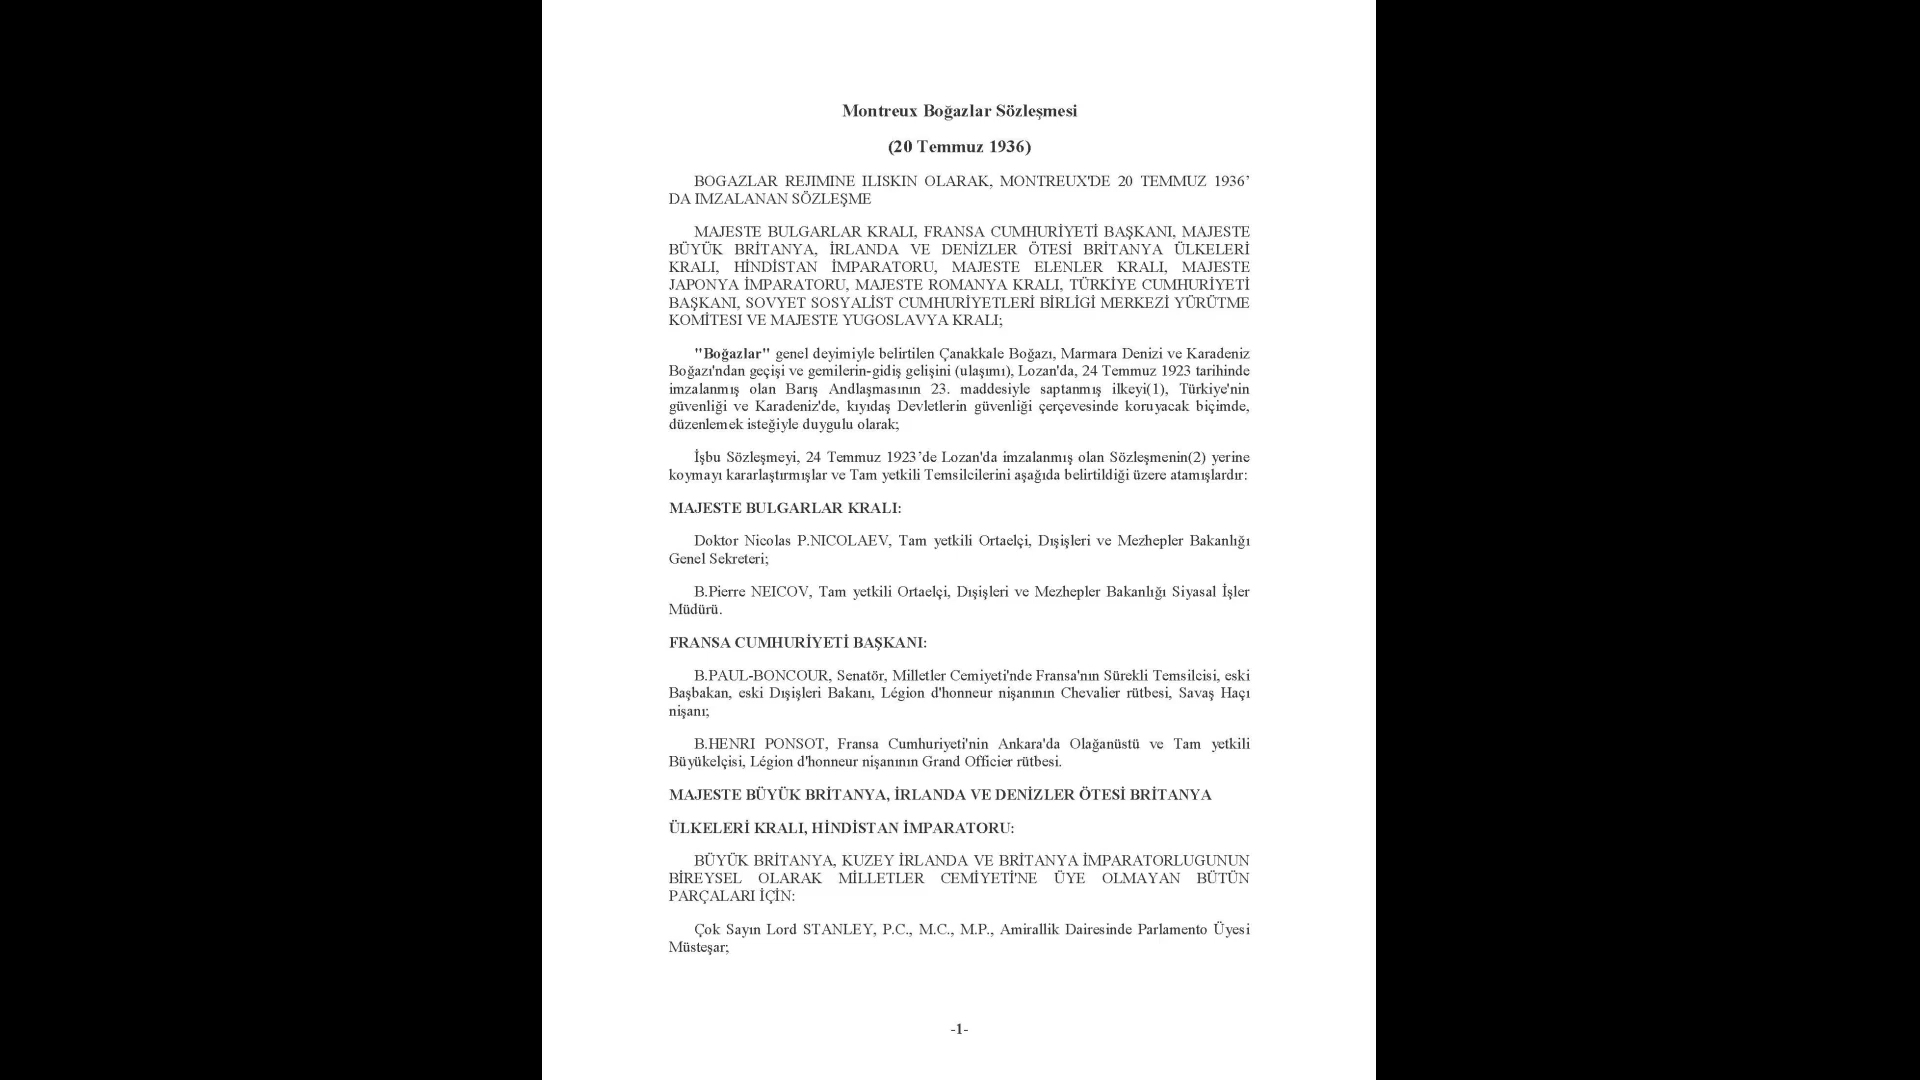 Montreux Boğazlar Sözleşmesi
(20 Temmuz 1936)
BOGAZLAR REJIMINE ILISKIN OLARAK, MONTREUX'DE 20 TEMMUZ 1936’
DA IMZALANAN SÖZLEŞME
MAJESTE BULGARLAR KRALI, FRANSA CUMHURİYETİ BAŞKANI, MAJESTE
BÜYÜK BRİTANYA, İRLANDA VE DENİZLER ÖTESİ BRİTANYA ÜLKELERİ
KRALI, HİNDİSTAN İMPARATORU, MAJESTE ELENLER KRALI, MAJESTE
JAPONYA İMPARATORU, MAJESTE ROMANYA KRALI, TÜRKİYE CUMHURİYETİ
BAŞKANI, SOVYET SOSYALİST CUMHURİYETLERİ BİRLİGİ MERKEZİ YÜRÜTME
KOMİTESI VE MAJESTE YUGOSLAVYA KRALI;
"Boğazlar" genel deyimiyle belirtilen Çanakkale Boğazı, Marmara Denizi ve Karadeniz
Boğazı'ndan geçişi ve gemilerin-gidiş gelişini (ulaşımı), Lozan'da, 24 Temmuz 1923 tarihinde
imzalanmış olan Barış Andlaşmasının 23. maddesiyle saptanmış ilkeyi(1), Türkiye'nin
güvenliği ve Karadeniz'de, kıyıdaş Devletlerin güvenliği çerçevesinde koruyacak biçimde,
düzenlemek isteğiyle duygulu olarak;
İşbu Sözleşmeyi, 24 Temmuz 1923’de Lozan'da imzalanmış olan Sözleşmenin(2) yerine
koymayı kararlaştırmışlar ve Tam yetkili Temsilcilerini aşağıda belirtildiği üzere atamışlardır:
MAJESTE BULGARLAR KRALI:
Doktor Nicolas P.NICOLAEV, Tam yetkili Ortaelçi, Dışişleri ve Mezhepler Bakanlığı
Genel Sekreteri;
B.Pierre NEICOV, Tam yetkili Ortaelçi, Dışişleri ve Mezhepler Bakanlığı Siyasal İşler
Müdürü.
FRANSA CUMHURİYETİ BAŞKANI:
B.PAUL-BONCOUR, Senatör, Milletler Cemiyeti'nde Fransa'nın Sürekli Temsilcisi, eski
Başbakan, eski Dışişleri Bakanı, Légion d'honneur nişanının Chevalier rütbesi, Savaş Haçı
nişanı;
B.HENRI PONSOT, Fransa Cumhuriyeti'nin Ankara'da Olağanüstü ve Tam yetkili
Büyükelçisi, Légion d'honneur nişanının Grand Officier rütbesi.
MAJESTE BÜYÜK BRİTANYA, İRLANDA VE DENİZLER ÖTESİ BRİTANYA
ÜLKELERİ KRALI, HİNDİSTAN İMPARATORU:
BÜYÜK BRİTANYA, KUZEY İRLANDA VE BRİTANYA İMPARATORLUGUNUN
BİREYSEL OLARAK MİLLETLER CEMİYETİ'NE ÜYE OLMAYAN BÜTÜN
PARÇALARI İÇİN:
Çok Sayın Lord STANLEY, P.C., M.C., M.P., Amirallik Dairesinde Parlamento Üyesi
Müsteşar;
-1-